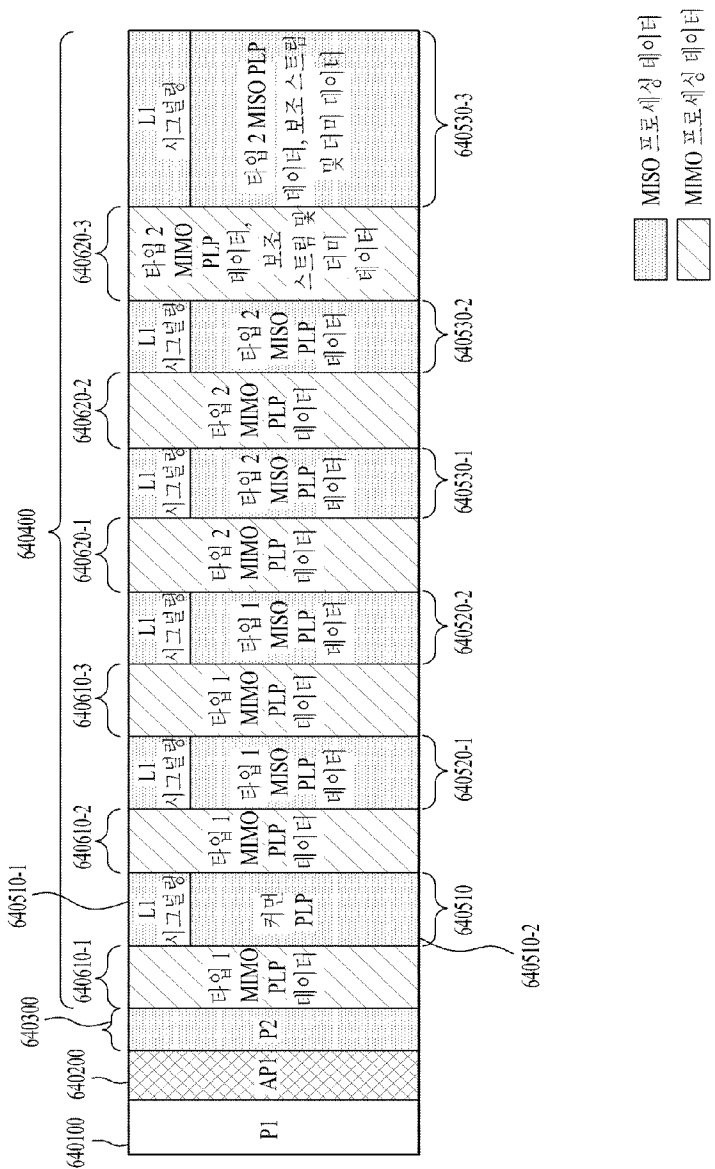 640400
640300
640100
640200
640610-1
640510-1
640610-2
640610-3
640620-1
640620-2
640620-3
P1
AP1
P2
타입 1
MIMO
PLP
데이터
L1
시그널링
커먼
PLP
타입 1
MIMO
PLP
데이터
L1
시그널링
타입 1
MISO
PLP
데이터
타입 1
MIMO
PLP
데이터
L1
시그널링
타입 1
MISO
PLP
데이터
타입 2
MIMO
PLP
데이터
L1
시그널링
타입 2
MISO
PLP
데이터
타입 2
MIMO
PLP
데이터
L1
시그널링
타입 2
MISO
PLP
데이터
타입 2
MIMO
PLP
데이터,
보조
스트림 및
더미
데이터
L1
시그널링
타입 2 MISO PLP
데이터, 보조 스트림
및 더미 데이터
640510
640510-2
640520-1
640520-2
640530-1
640530-2
640530-3
MISO 프로세싱 데이터
MIMO 프로세싱 데이터